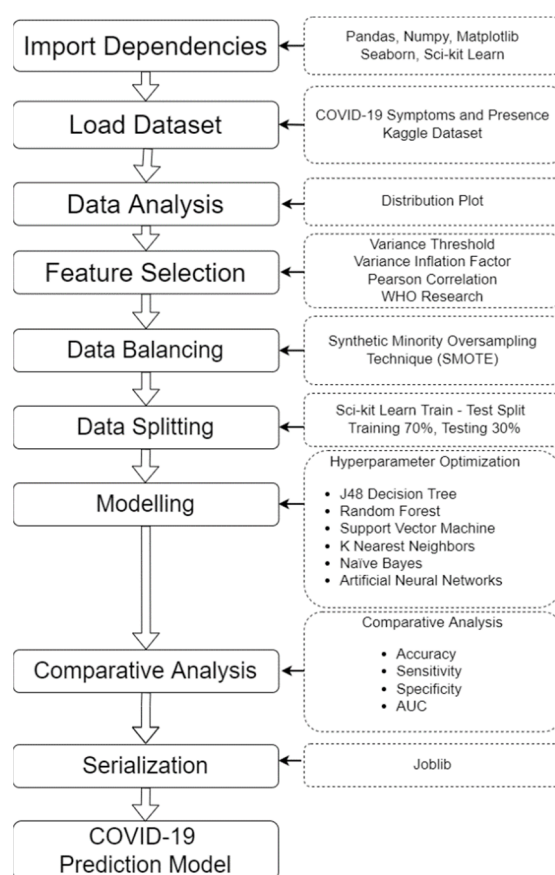 Import Dependencies
Pandas, Numpy, Matplotlib
Seaborn, Sci-kit Learn
Load Dataset
COVID-19 Symptoms and Presence
Kaggle Dataset
Data Analysis
Distribution Plot
Feature Selection
Variance Threshold
Variance Inflation Factor
Pearson Correlation
WHO Research
Data Balancing
Synthetic Minority Oversampling
Technique (SMOTE)
Data Splitting
Sci-kit Learn Train - Test Split
Training 70%, Testing 30%
Modelling
Hyperparameter Optimization
• J48 Decision Tree
• Random Forest
• Support Vector Machine
• K Nearest Neighbors
• Naïve Bayes
• Artificial Neural Networks
Comparative Analysis
Comparative Analysis
• Accuracy
• Sensitivity
• Specificity
• AUC
Serialization
Joblib
COVID-19
Prediction Model